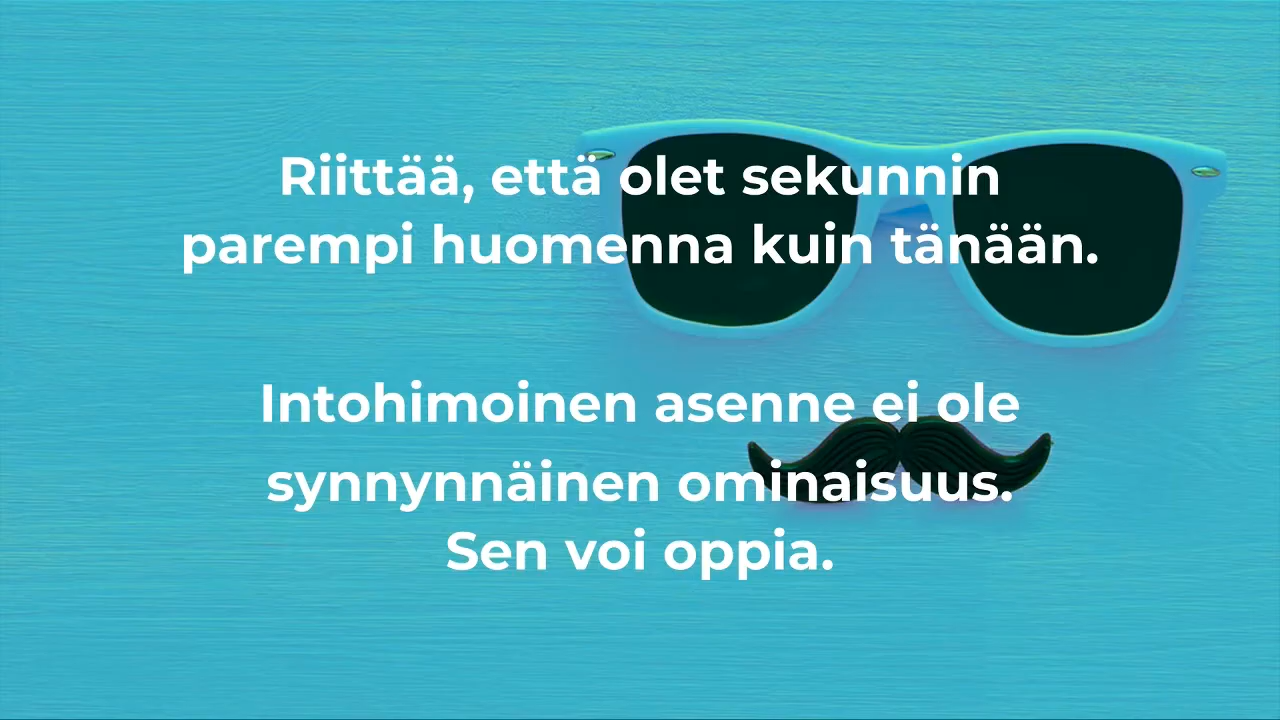 Riittää, että olet sekunnin
parempi huomenna kuin tänään.
Intohimoinen asenne ei ole
synnynnäinen ominaisuus.
Sen voi oppia.